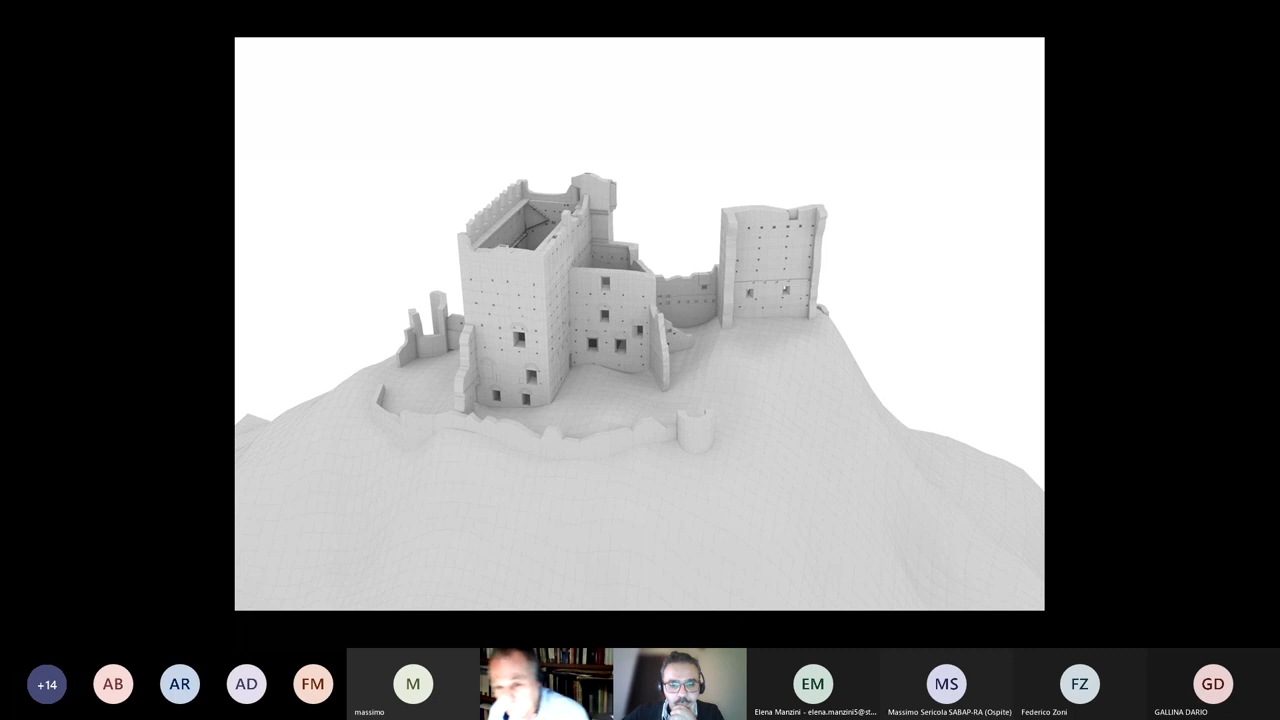 +14
AB
AR
AD
FM
M
EM
MS
FZ
GD
massimo
Elena Manzini - elena.manzini5@st...
Massimo Sericola SABAP-RA (Ospite)
Federico Zoni
GALLINA DARIO